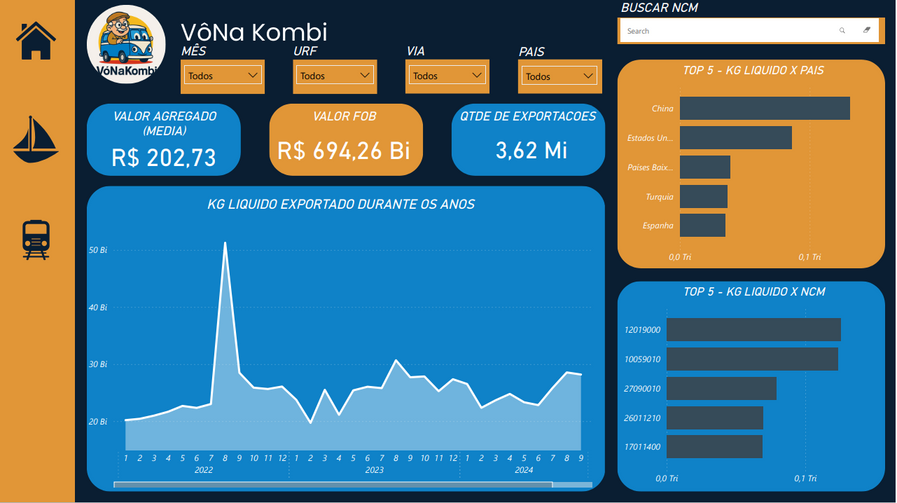 VôNaKombi
VôNa Kombi
MÊS
URF
VIA
PAIS
Todos
Todos
Todos
Todos
BUSCAR NCM
Search
VALOR AGREGADO
(MEDIA)
R$ 202,73
VALOR FOB
R$ 694,26 Bi
QTDE DE EXPORTACOES
3,62 Mi
KG LIQUIDO EXPORTADO DURANTE OS ANOS
50 Bi
40 Bi
30 Bi
20 Bi
1 2 3 4 5 6 7 8 9 10 11 12 1 2 3 4 5 6 7 8 9 10 11 12 1 2 3 4 5 6 7 8 9
2022 2023 2024
TOP 5 - KG LIQUIDO X PAIS
China
Estados Un...
Países Baix...
Turquia
Espanha
0,0 Tri 0,1 Tri
TOP 5 - KG LIQUIDO X NCM
12019000
10059010
27090010
26011210
17011400
0,0 Tri 0,1 Tri